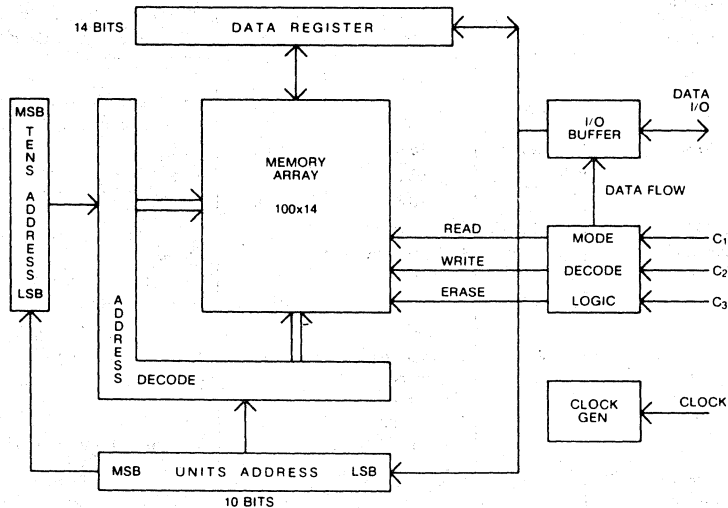 14 BITS
DATA REGISTER
MSB
TENS ADDRESS
LSB
ADDRESS
DECODE
MEMORY
ARRAY
100x14
I/O
BUFFER
DATA
I/O
DATA FLOW
READ
WRITE
ERASE
MODE
DECODE
LOGIC
C1
C2
C3
CLOCK
GEN
CLOCK
MSB
UNITS ADDRESS
LSB
10 BITS